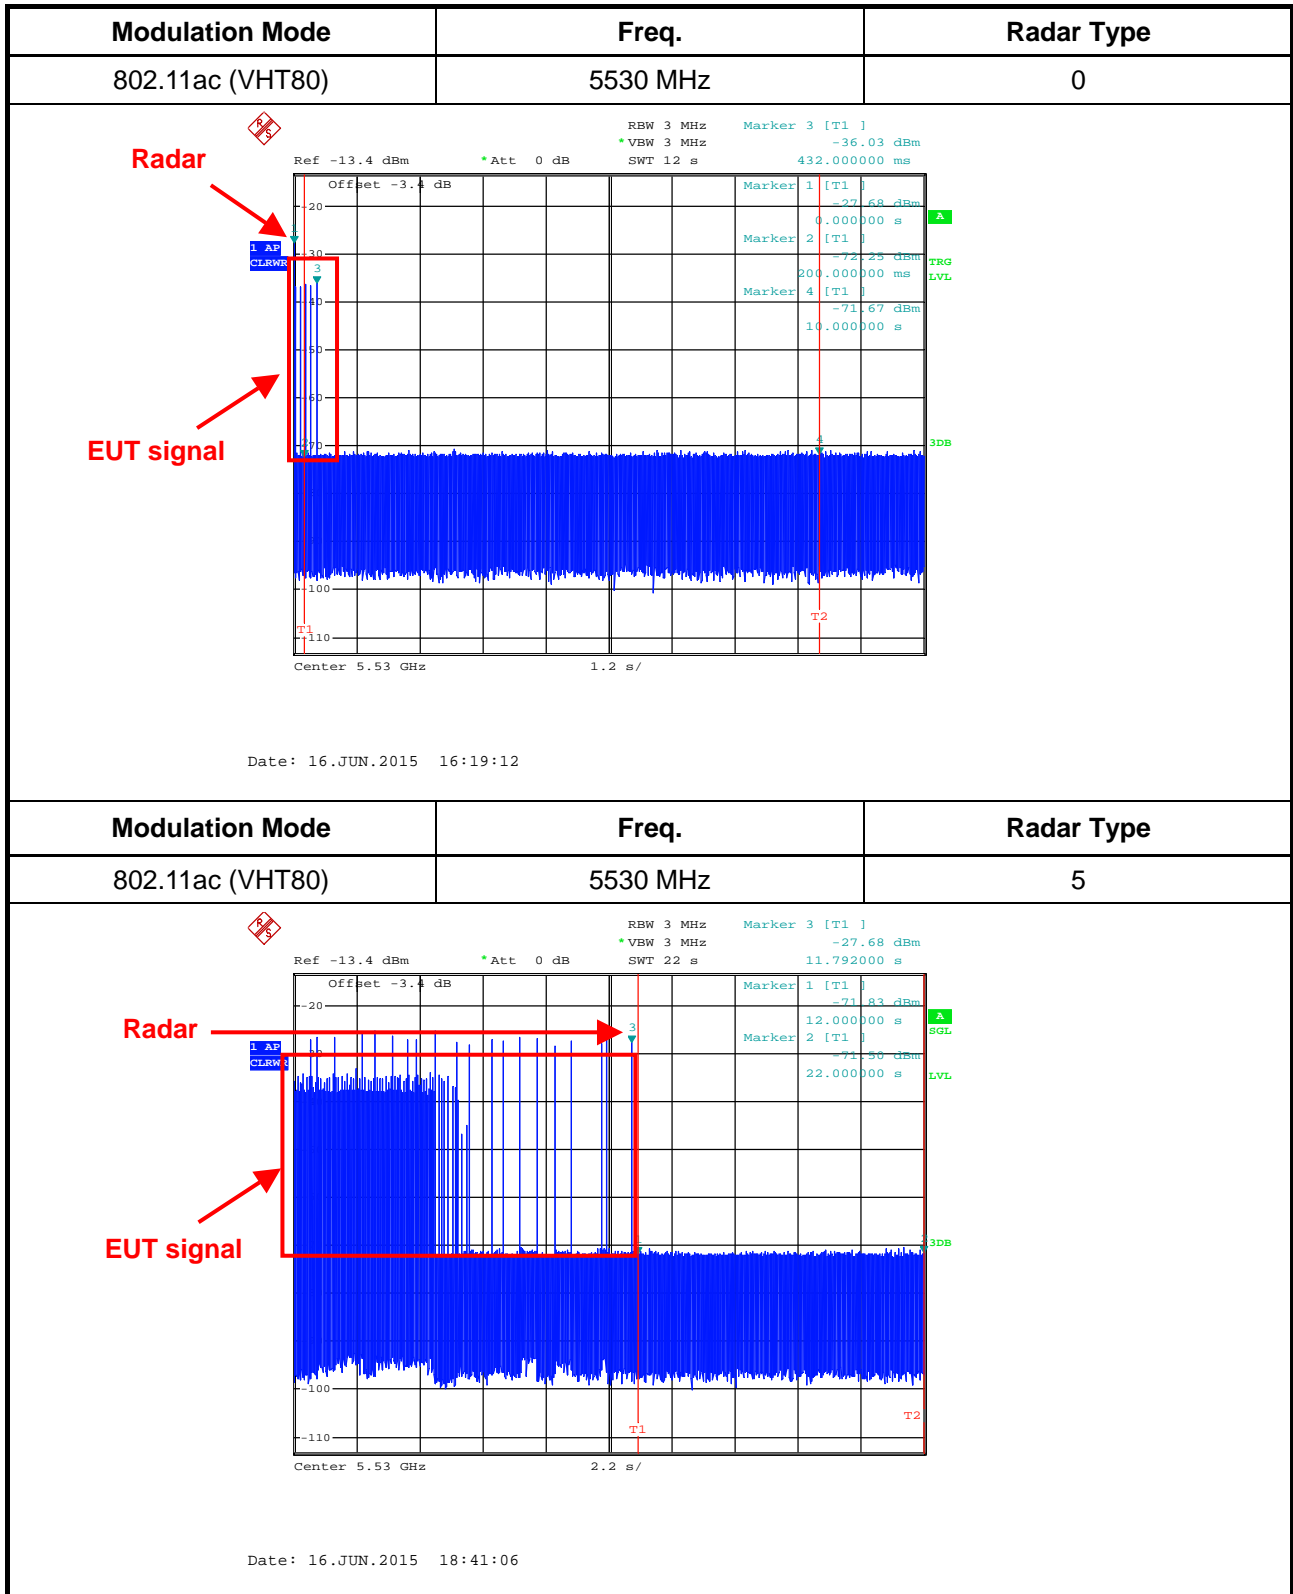 Modulation Mode Freq. Radar Type
802.11ac (VHT80) 5530 MHz 0
R S
RBW 3 MHz Marker 3 [T1 ]
*VBW 3 MHz -36.03 dBm
Ref -13.4 dBm *Att 0 dB SWT 12 s 432.000000 ms
Radar
Offset -3.4 dB Marker 1 [T1 ]
-20 -27.68 dBm
0.000000 s A
1 AP Marker 2 [T1 ]
-30 -72.25 dBm
CLRWR 3 TRG
200.000000 ms LVL
Marker 4 [T1 ]
-40 -71.67 dBm
10.000000 s
-50
-60
EUT signal
-70 4 3DB
-100
T1 T2
-110
Center 5.53 GHz 1.2 s/
Date: 16.JUN.2015 16:19:12
Modulation Mode Freq. Radar Type
802.11ac (VHT80) 5530 MHz 5
R S
RBW 3 MHz Marker 3 [T1 ]
*VBW 3 MHz -27.68 dBm
Ref -13.4 dBm *Att 0 dB SWT 22 s 11.792000 s
Offset -3.4 dB Marker 1 [T1 ]
-20 -71.83 dBm
12.000000 s A
Radar 3 SGL
Marker 2 [T1 ]
1 AP
-71.50 dBm
CLRWR
22.000000 s LVL
EUT signal
3DB
-100
T2
T1
-110
Center 5.53 GHz 2.2 s/
Date: 16.JUN.2015 18:41:06